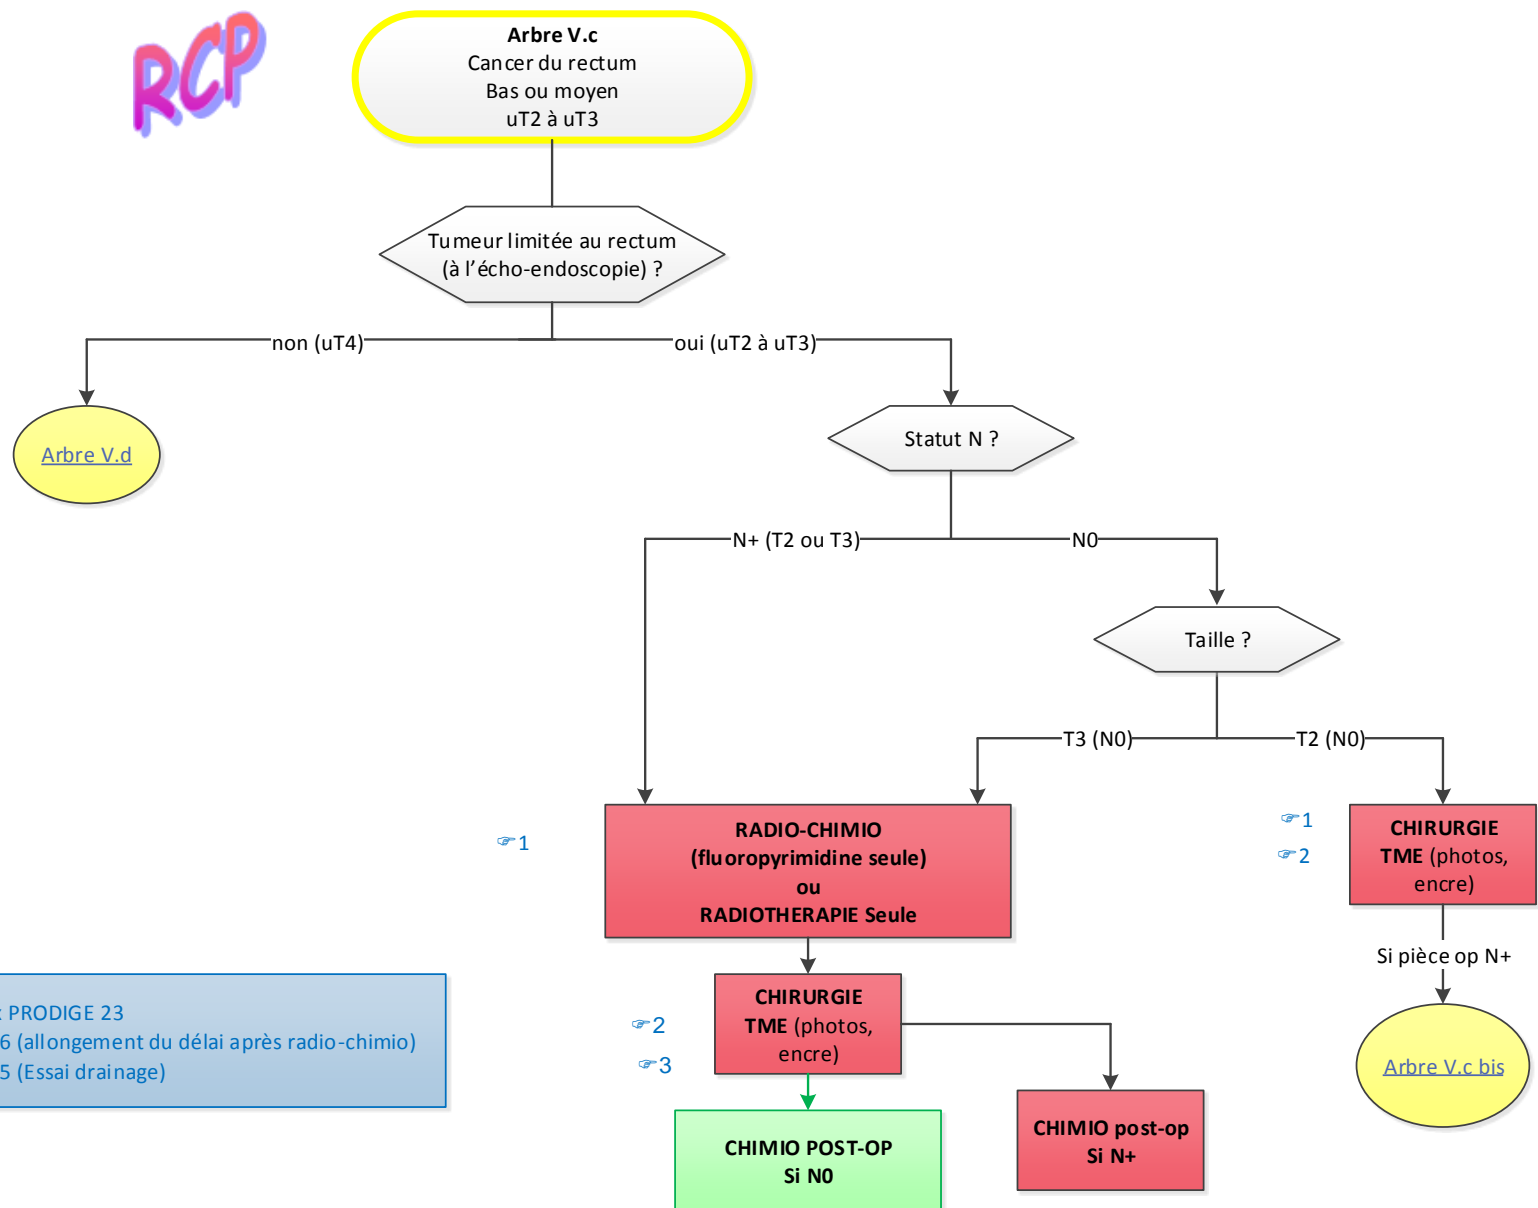 RCP
Arbre V.c
Cancer du rectum
Bas ou moyen
uT2 à uT3
Tumeur limitée au rectum
(à l'écho-endoscopie) ?
non (uT4)
oui (uT2 à uT3)
Arbre V.d
Statut N ?
N+ (T2 ou T3)
N0
Taille ?
T3 (N0)
T2 (N0)
☞1
RADIO-CHIMIO
(fluoropyrimidine seule)
ou
RADIOTHERAPIE Seule
☞1
☞2
CHIRURGIE
TME (photos,
encre)
Si pièce op N+
Arbre V.c bis
: PRODIGE 23
6 (allongement du délai après radio-chimio)
5 (Essai drainage)
☞2
☞3
CHIRURGIE
TME (photos,
encre)
CHIMIO POST-OP
Si N0
CHIMIO post-op
Si N+